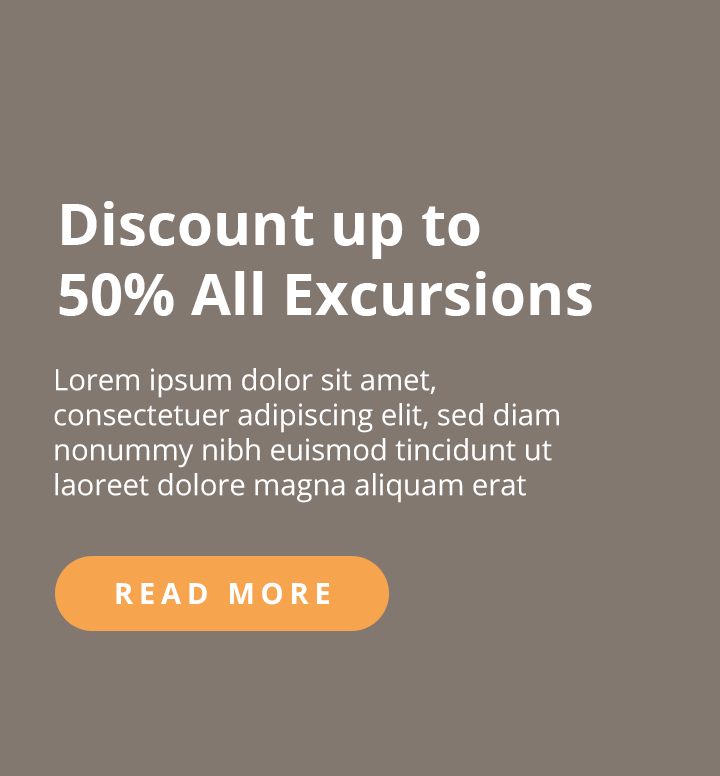 Discount up to
50% All Excursions
Lorem ipsum dolor sit amet,
consectetuer adipiscing elit, sed diam
nonummy nibh euismod tincidunt ut
laoreet dolore magna aliquam erat
READ MORE